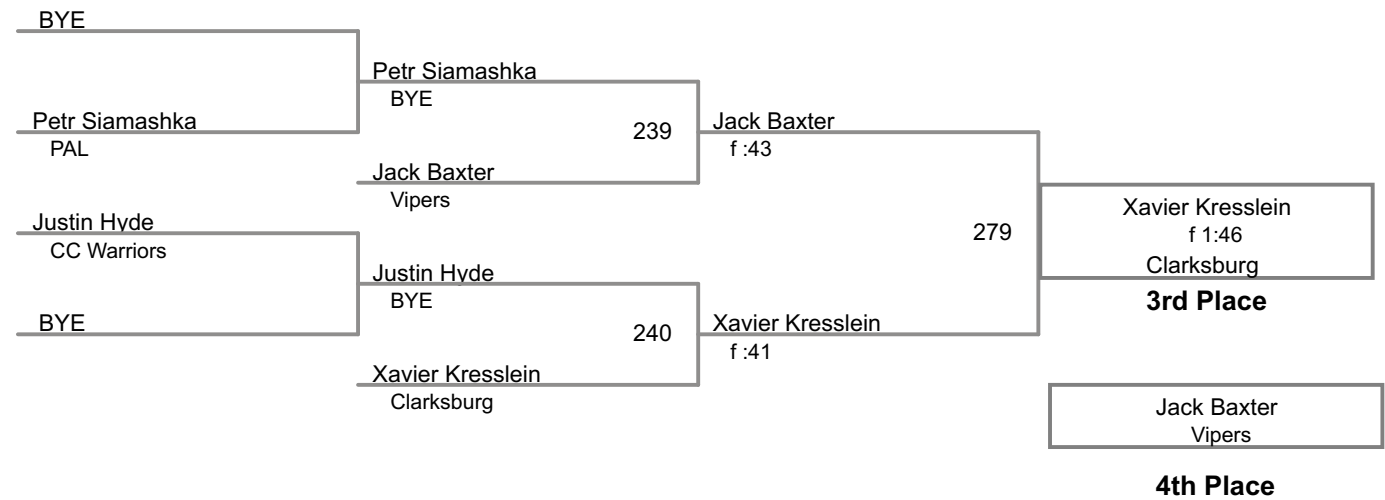 BYE
Petr Siamashka
BYE
Petr Siamashka
PAL
239
Jack Baxter
f :43
Jack Baxter
Vipers
Xavier Kresslein
f 1:46
Clarksburg
3rd Place
Justin Hyde
CC Warriors
279
Justin Hyde
BYE
BYE
240
Xavier Kresslein
f :41
Xavier Kresslein
Clarksburg
Jack Baxter
Vipers
4th Place